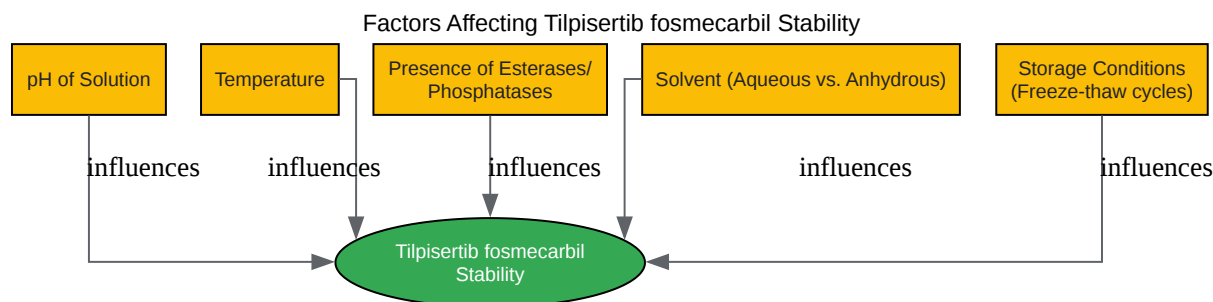 Factors Affecting Tilpisertib fosmecarbil Stability
pH of Solution
Temperature
Presence of Esterases/
Phosphatases
Solvent (Aqueous vs. Anhydrous)
Storage Conditions
(Freeze-thaw cycles)
influences
influences
influences
influences
influences
Tilpisertib fosmecarbil
Stability